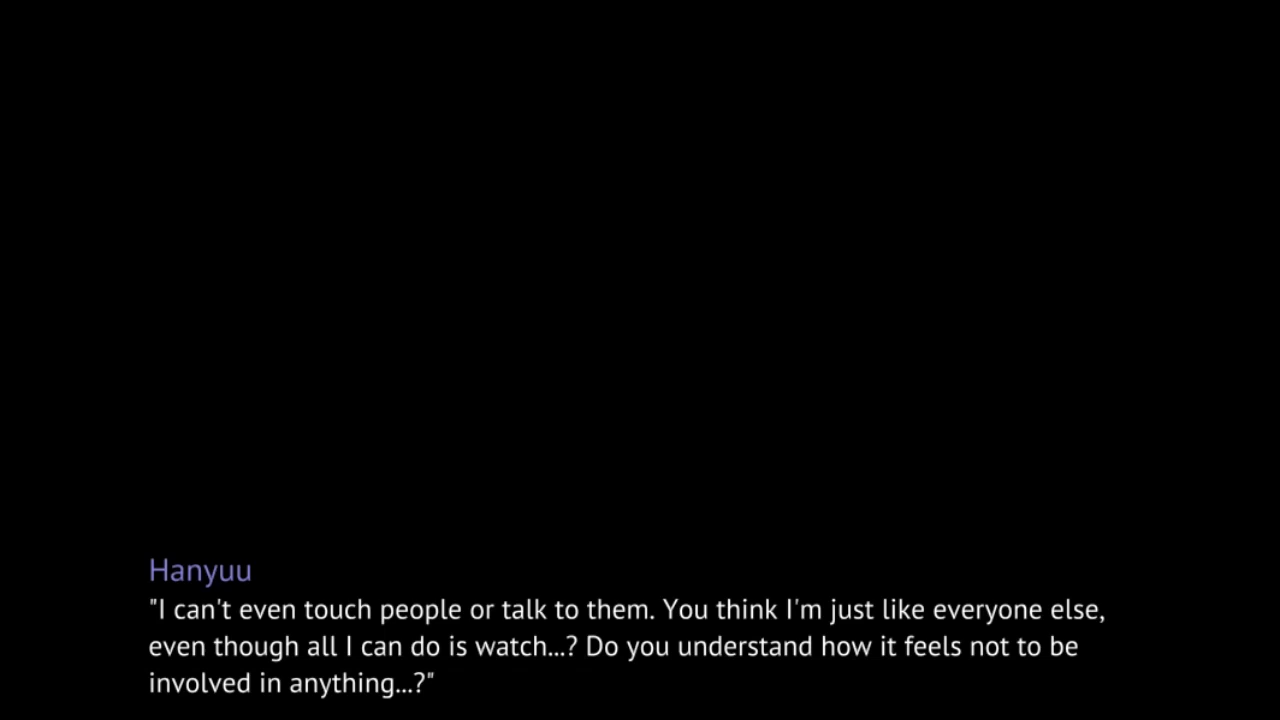 Hanyuu
"I can't even touch people or talk to them. You think I'm just like everyone else,
even though all I can do is watch...? Do you understand how it feels not to be
involved in anything...?"